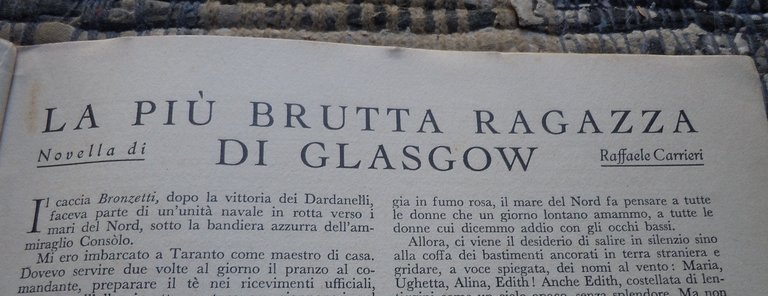 LA PIÙ BRUTTA RAGAZZA
DI GLASGOW
Novella di
Raffaele Carrieri
Il caccia Bronzetti, dopo la vittoria dei Dardanelli,
faceva parte di un'unità navale in rotta verso i
mari del Nord, sotto la bandiera azzurra dell'am-
miraglio Consòlo.
Mi ero imbarcato a Taranto come maestro di casa.
Dovevo servire due volte al giorno il pranzo al co-
mandante, preparare il tè nei ricevimenti ufficiali,
gia in fumo rosa, il mare del Nord fa pensare a tutte
le donne che un giorno lontano amammo, a tutte le
donne cui dicemmo addio con gli occhi bassi.
Allora, ci viene il desiderio di salire in silenzio sino
alla coffa dei bastimenti ancorati in terra straniera e
gridare, a voce spiegata, dei nomi al vento: Maria,
Ughetta, Alina, Edith! Anche Edith, costellata di len-